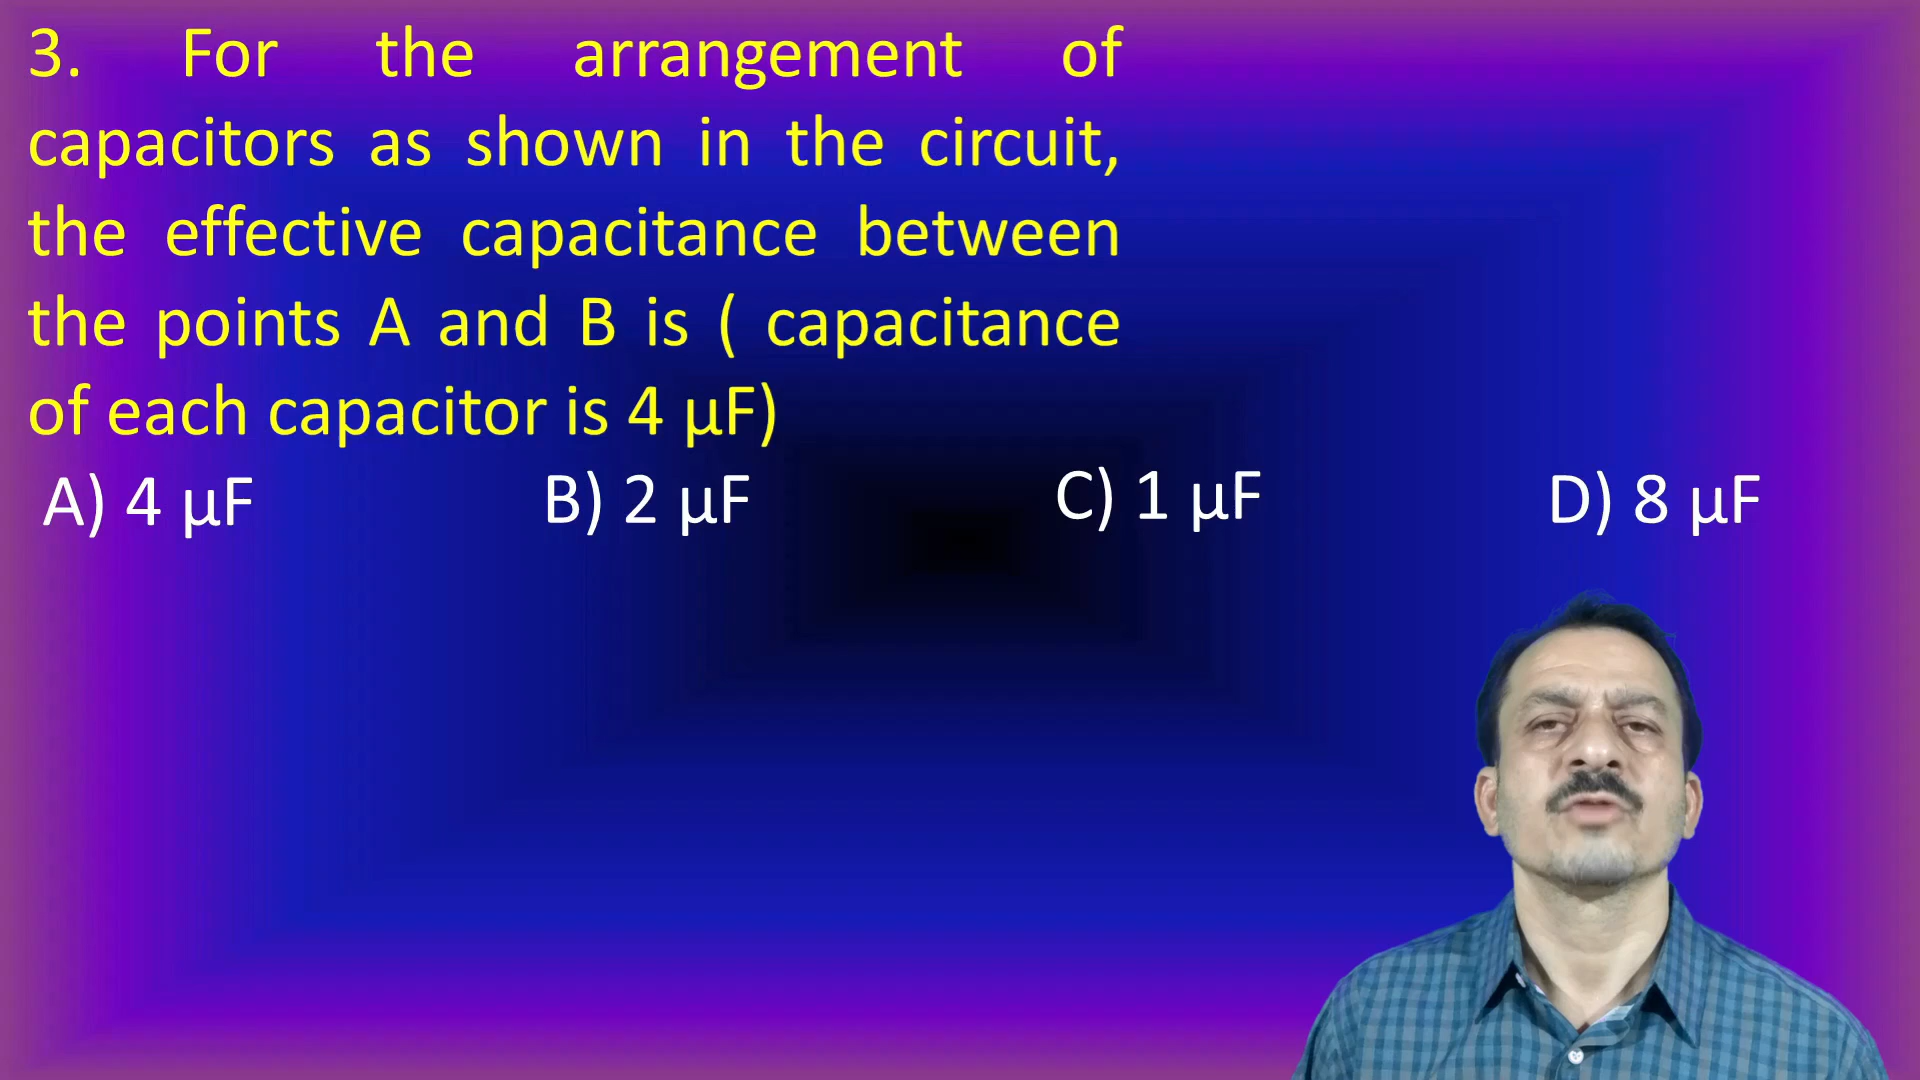 3. For the arrangement of
capacitors as shown in the circuit,
the effective capacitance between
the points A and B is ( capacitance
of each capacitor is 4 µF)
A) 4 µF B) 2 µF C) 1 µF D) 8 µF